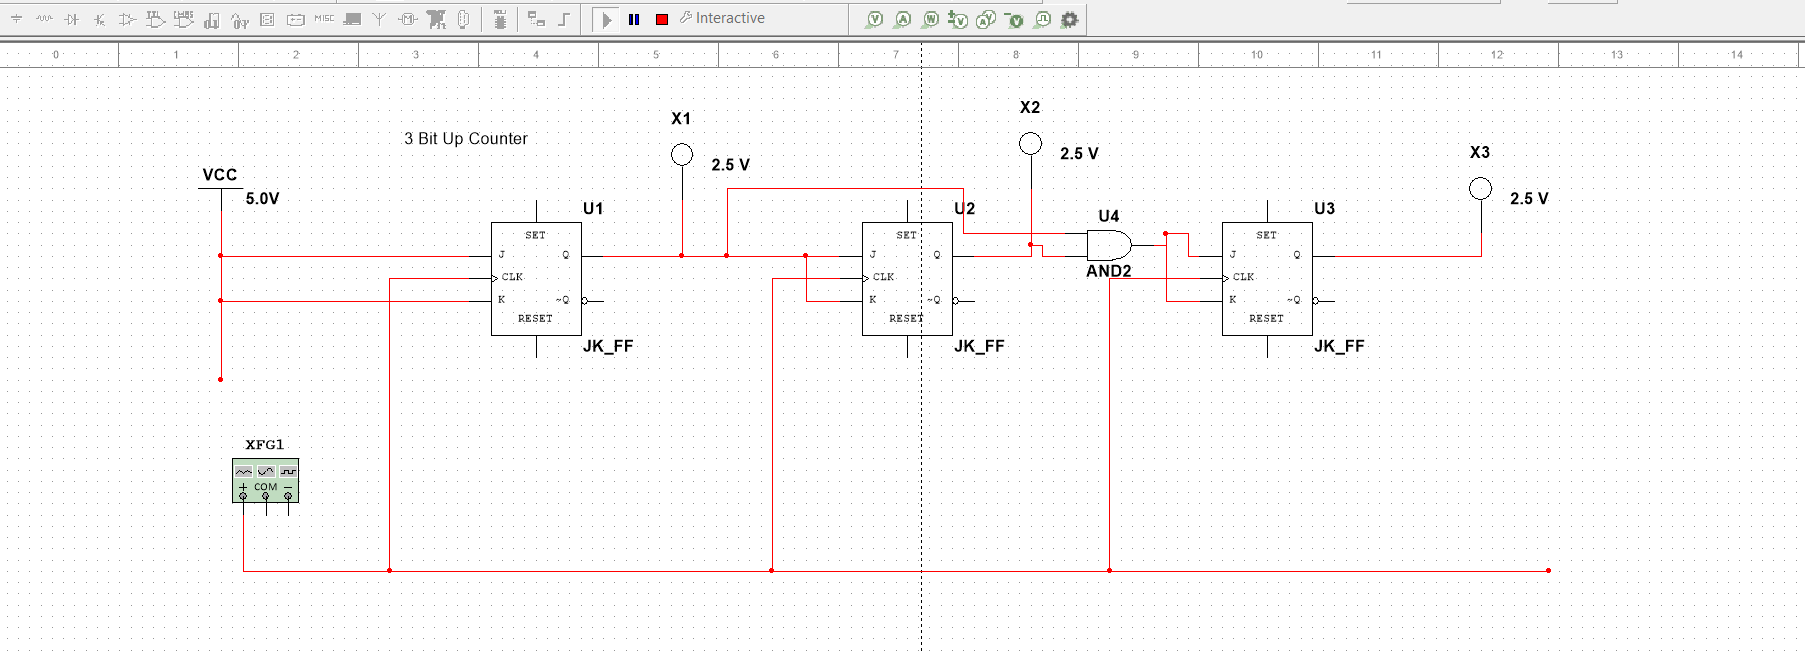 MISC
Interactive
V A W V A V
0 1 2 3 4 5 6 7 8 9 10 11 12 13 14
3 Bit Up Counter
X1
2.5 V
X2
2.5 V
X3
2.5 V
VCC
5.0V
U1
SET
J Q
CLK
K ~Q
RESET
JK_FF
U2
SET
J Q
CLK
K ~Q
RESET
JK_FF
U4
AND2
U3
SET
J Q
CLK
K ~Q
RESET
JK_FF
XFG1
+ COM −